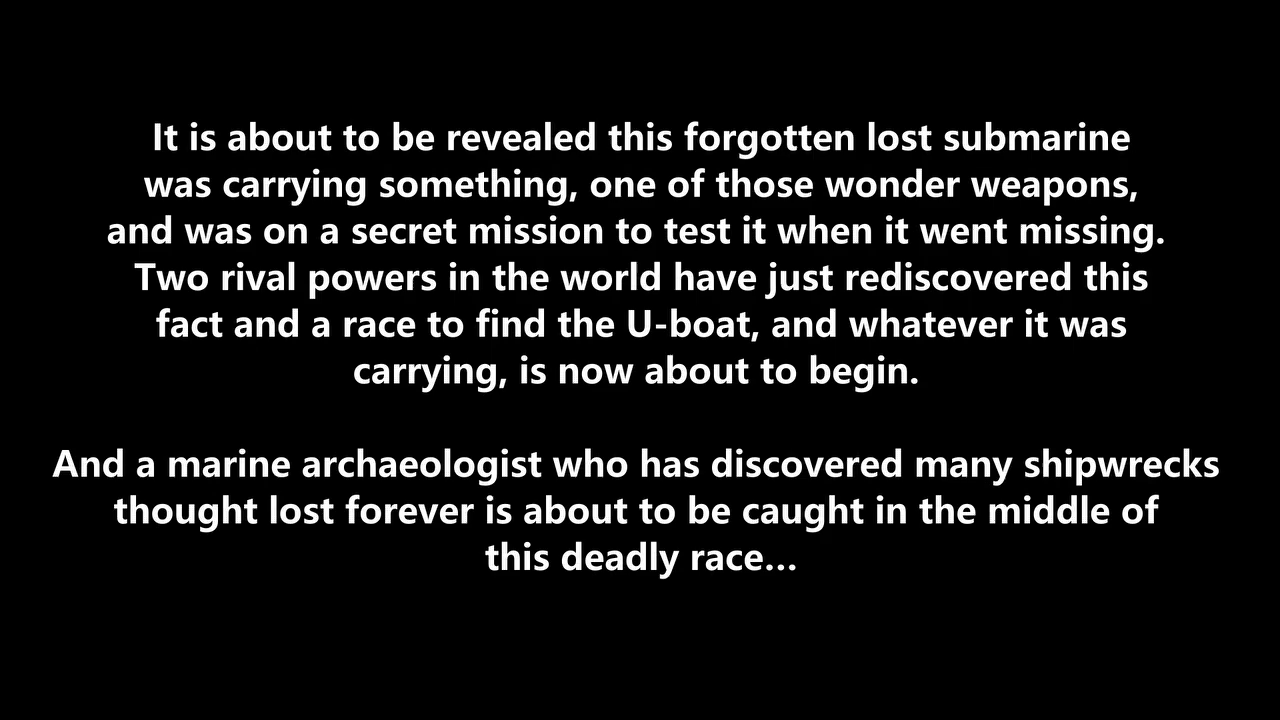 It is about to be revealed this forgotten lost submarine
was carrying something, one of those wonder weapons,
and was on a secret mission to test it when it went missing.
Two rival powers in the world have just rediscovered this
fact and a race to find the U-boat, and whatever it was
carrying, is now about to begin.
And a marine archaeologist who has discovered many shipwrecks
thought lost forever is about to be caught in the middle of
this deadly race...